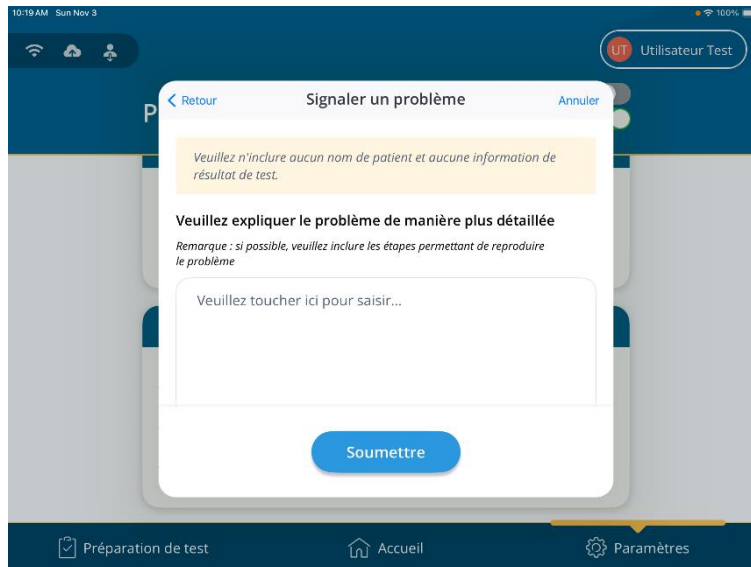 10:19 AM Sun Nov 3
100%
UT Utilisateur Test
P
Retour Signaler un problème Annuler
Veuillez n'inclure aucun nom de patient et aucune information de
résultat de test.
Veuillez expliquer le problème de manière plus détaillée
Remarque : si possible, veuillez inclure les étapes permettant de reproduire
le problème
Veuillez toucher ici pour saisir...
Soumettre
Préparation de test Accueil Paramètres